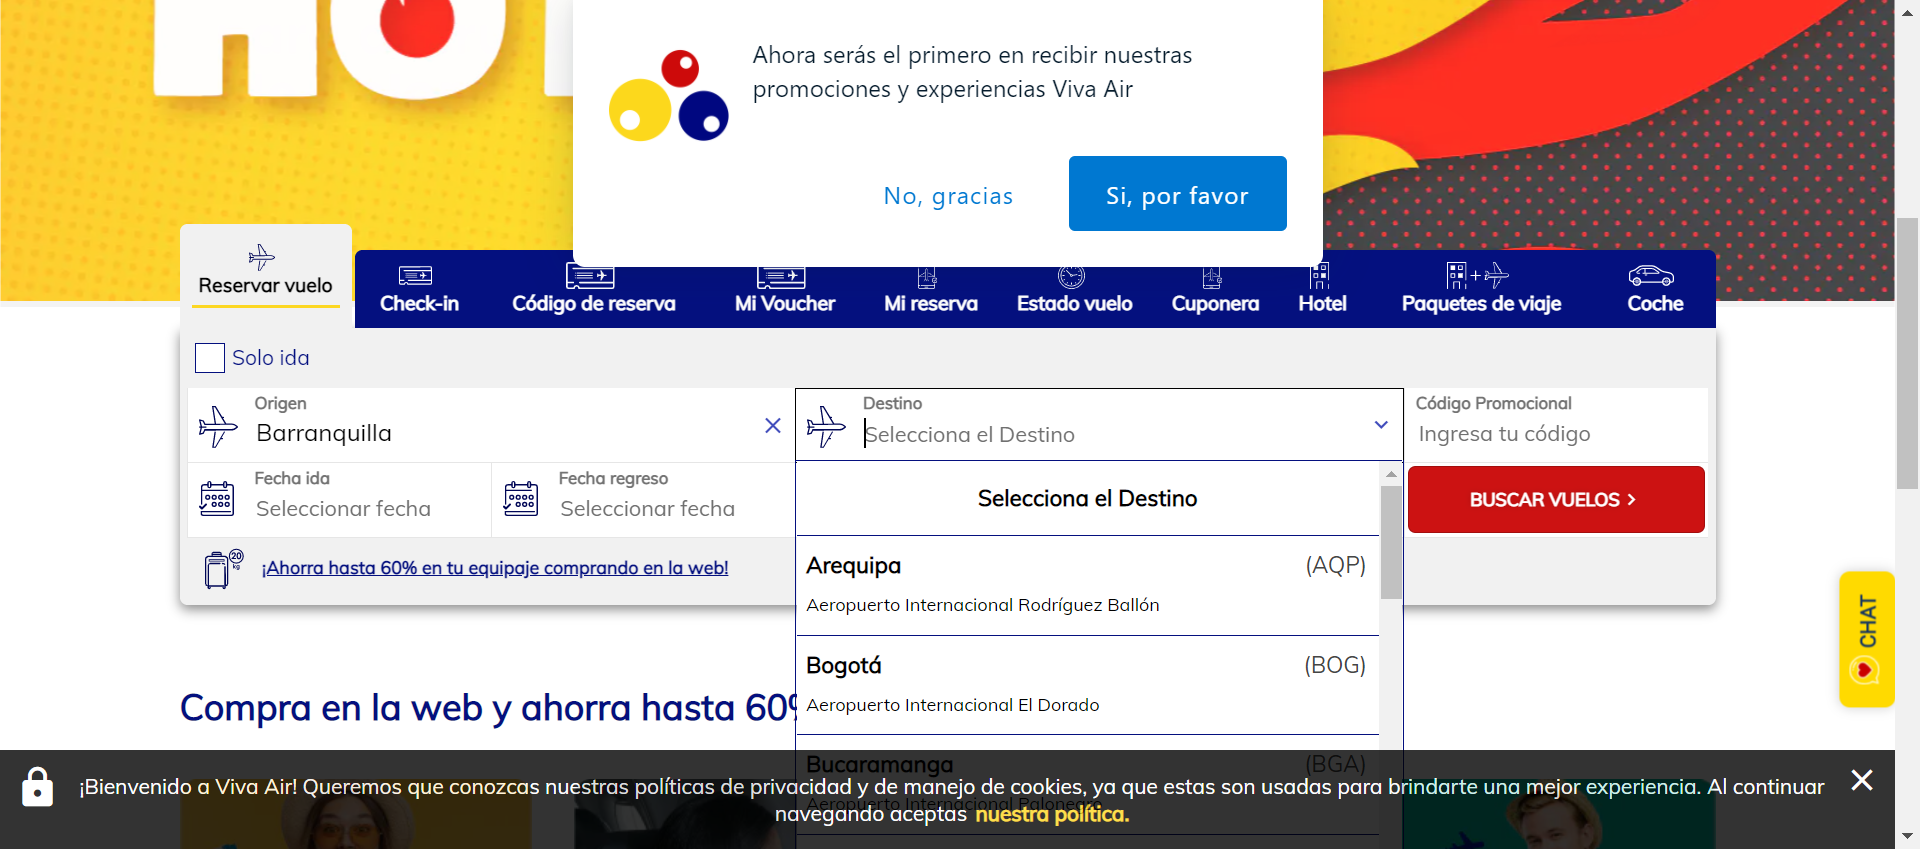 Ahora serás el primero en recibir nuestras
promociones y experiencias Viva Air
No, gracias
Si, por favor
Reservar vuelo
Check-in
Código de reserva
Mi Voucher
Mi reserva
Estado vuelo
Cuponera
Hotel
Paquetes de viaje
Coche
Solo ida
Origen
Barranquilla
Destino
Selecciona el Destino
Código Promocional
Ingresa tu código
Fecha ida
Seleccionar fecha
Fecha regreso
Seleccionar fecha
Selecciona el Destino
BUSCAR VUELOS
20
kg
¡Ahorra hasta 60% en tu equipaje comprando en la web!
Arequipa (AQP)
Aeropuerto Internacional Rodríguez Ballón
Bogotá (BOG)
Aeropuerto Internacional El Dorado
CHAT
Compra en la web y ahorra hasta 60%
Bucaramanga (BGA)
Aeropuerto Internacional Palonegro
¡Bienvenido a Viva Air! Queremos que conozcas nuestras políticas de privacidad y de manejo de cookies, ya que estas son usadas para brindarte una mejor experiencia. Al continuar
navegando aceptas nuestra política.